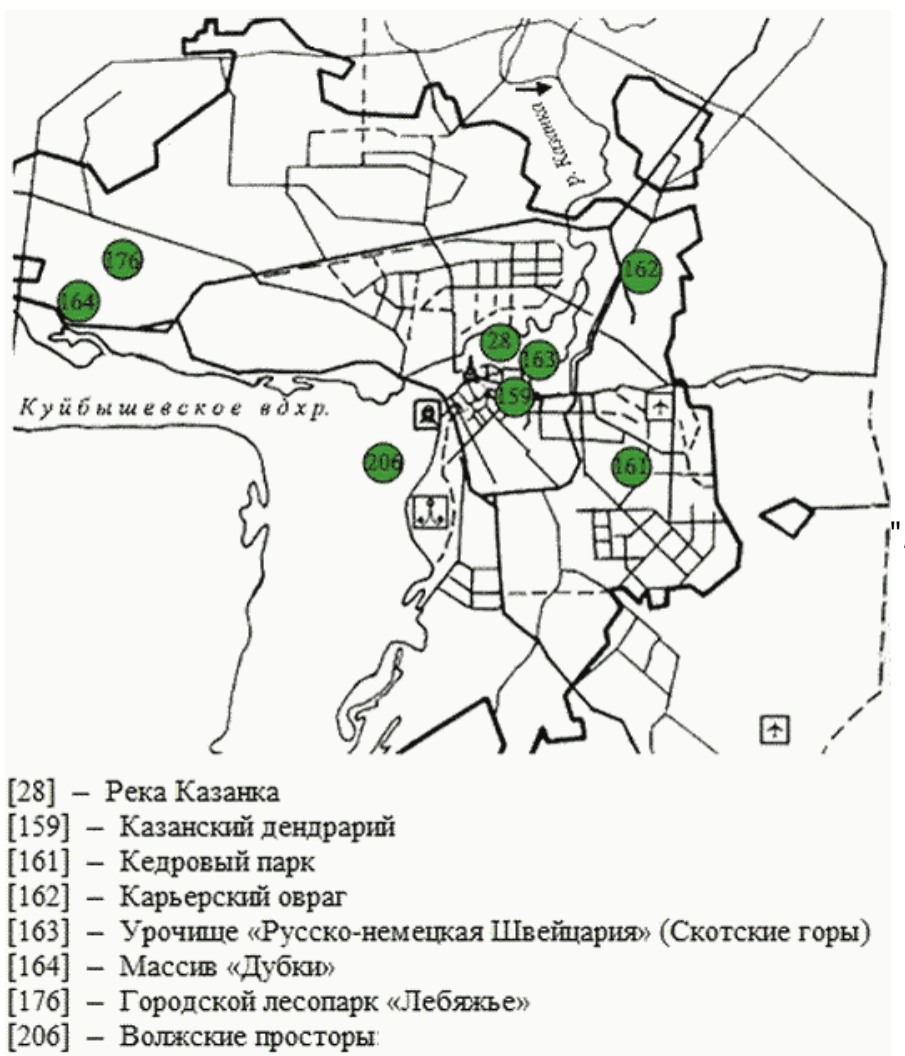 р. Казанка
176
162
164
28
163
159
Куйбышевское вдхр.
206
161
",
[28] – Река Казанка
[159] – Казанский дендрарий
[161] – Кедровый парк
[162] – Карьерский овраг
[163] – Урочище «Русско-немецкая Швейцария» (Скотские горы)
[164] – Массив «Дубки»
[176] – Городской лесопарк «Лебяжье»
[206] – Волжские просторы